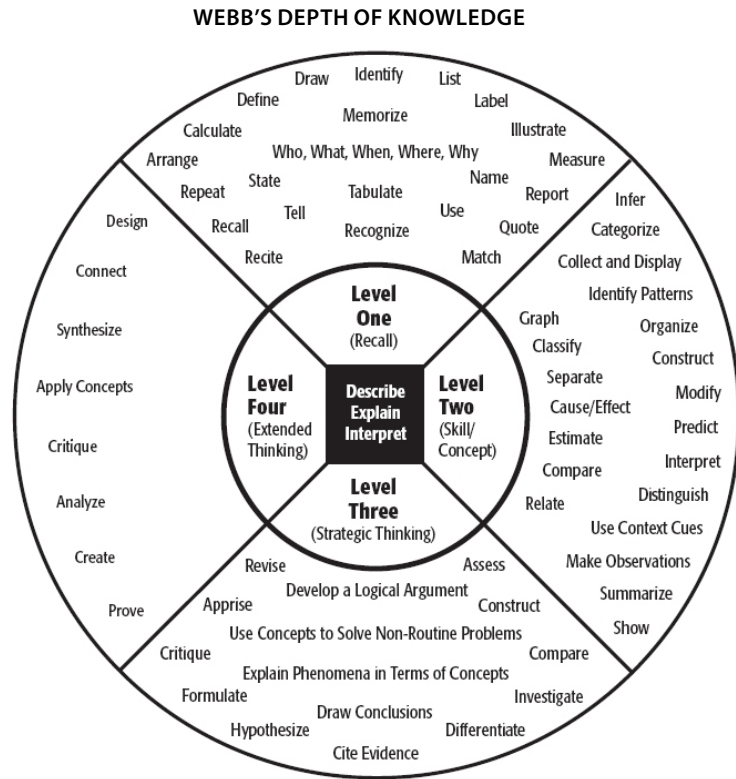 WEBB'S DEPTH OF KNOWLEDGE
Draw
Identify
List
Define
Label
Memorize
Calculate
Illustrate
Who, What, When, Where, Why
Arrange
Measure
State
Name
Repeat
Tabulate
Report
Tell
Use
Recall
Recognize
Quote
Recite
Match
Level
One
(Recall)
Infer
Categorize
Collect and Display
Identify Patterns
Graph
Organize
Classify
Construct
Separate
Modify
Cause/Effect
Predict
Estimate
Interpret
Compare
Distinguish
Relate
Use Context Cues
Make Observations
Summarize
Show
Level
Two
(Skill/
Concept)
Describe
Explain
Interpret
Level
Three
(Strategic Thinking)
Revise
Assess
Develop a Logical Argument
Apprise
Construct
Use Concepts to Solve Non-Routine Problems
Critique
Compare
Explain Phenomena in Terms of Concepts
Formulate
Investigate
Draw Conclusions
Hypothesize
Differentiate
Cite Evidence
Level
Four
(Extended
Thinking)
Design
Connect
Synthesize
Apply Concepts
Critique
Analyze
Create
Prove